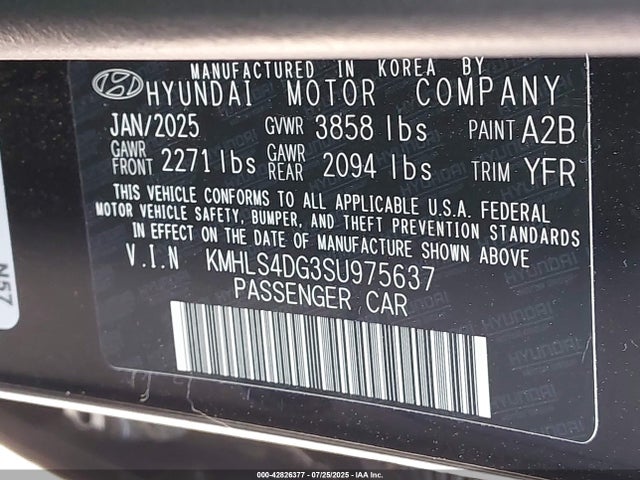 MANUFACTURED IN KOREA BY
HYUNDAI MOTOR COMPANY
JAN/2025 GVWR 3858 lbs PAINT A2B
GAWR FRONT 2271 lbs GAWR REAR 2094 lbs TRIM YFR
THIS VEHICLE CONFORMS TO ALL APPLICABLE U.S.A. FEDERAL
MOTOR VEHICLE SAFETY, BUMPER, AND THEFT PREVENTION STANDARDS
IN EFFECT ON THE DATE OF MANUFACTURE SHOWN ABOVE
V.I.N KMHLS4DG3SU975637
PASSENGER CAR
HYUNDAI
N57
000-42826377 - 07/25/2025 - IAA Inc.